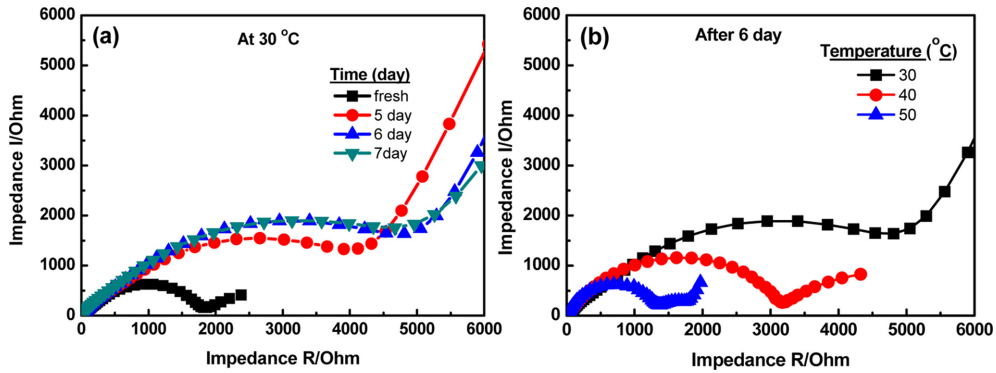 (a)
At 30 °C
Time (day)
fresh
5 day
6 day
7day
Impedance I/Ohm
6000
5000
4000
3000
2000
1000
0
0 1000 2000 3000 4000 5000 6000
Impedance R/Ohm
(b)
After 6 day
Temperature (°C)
30
40
50
Impedance I/Ohm
6000
5000
4000
3000
2000
1000
0
0 1000 2000 3000 4000 5000 6000
Impedance R/Ohm